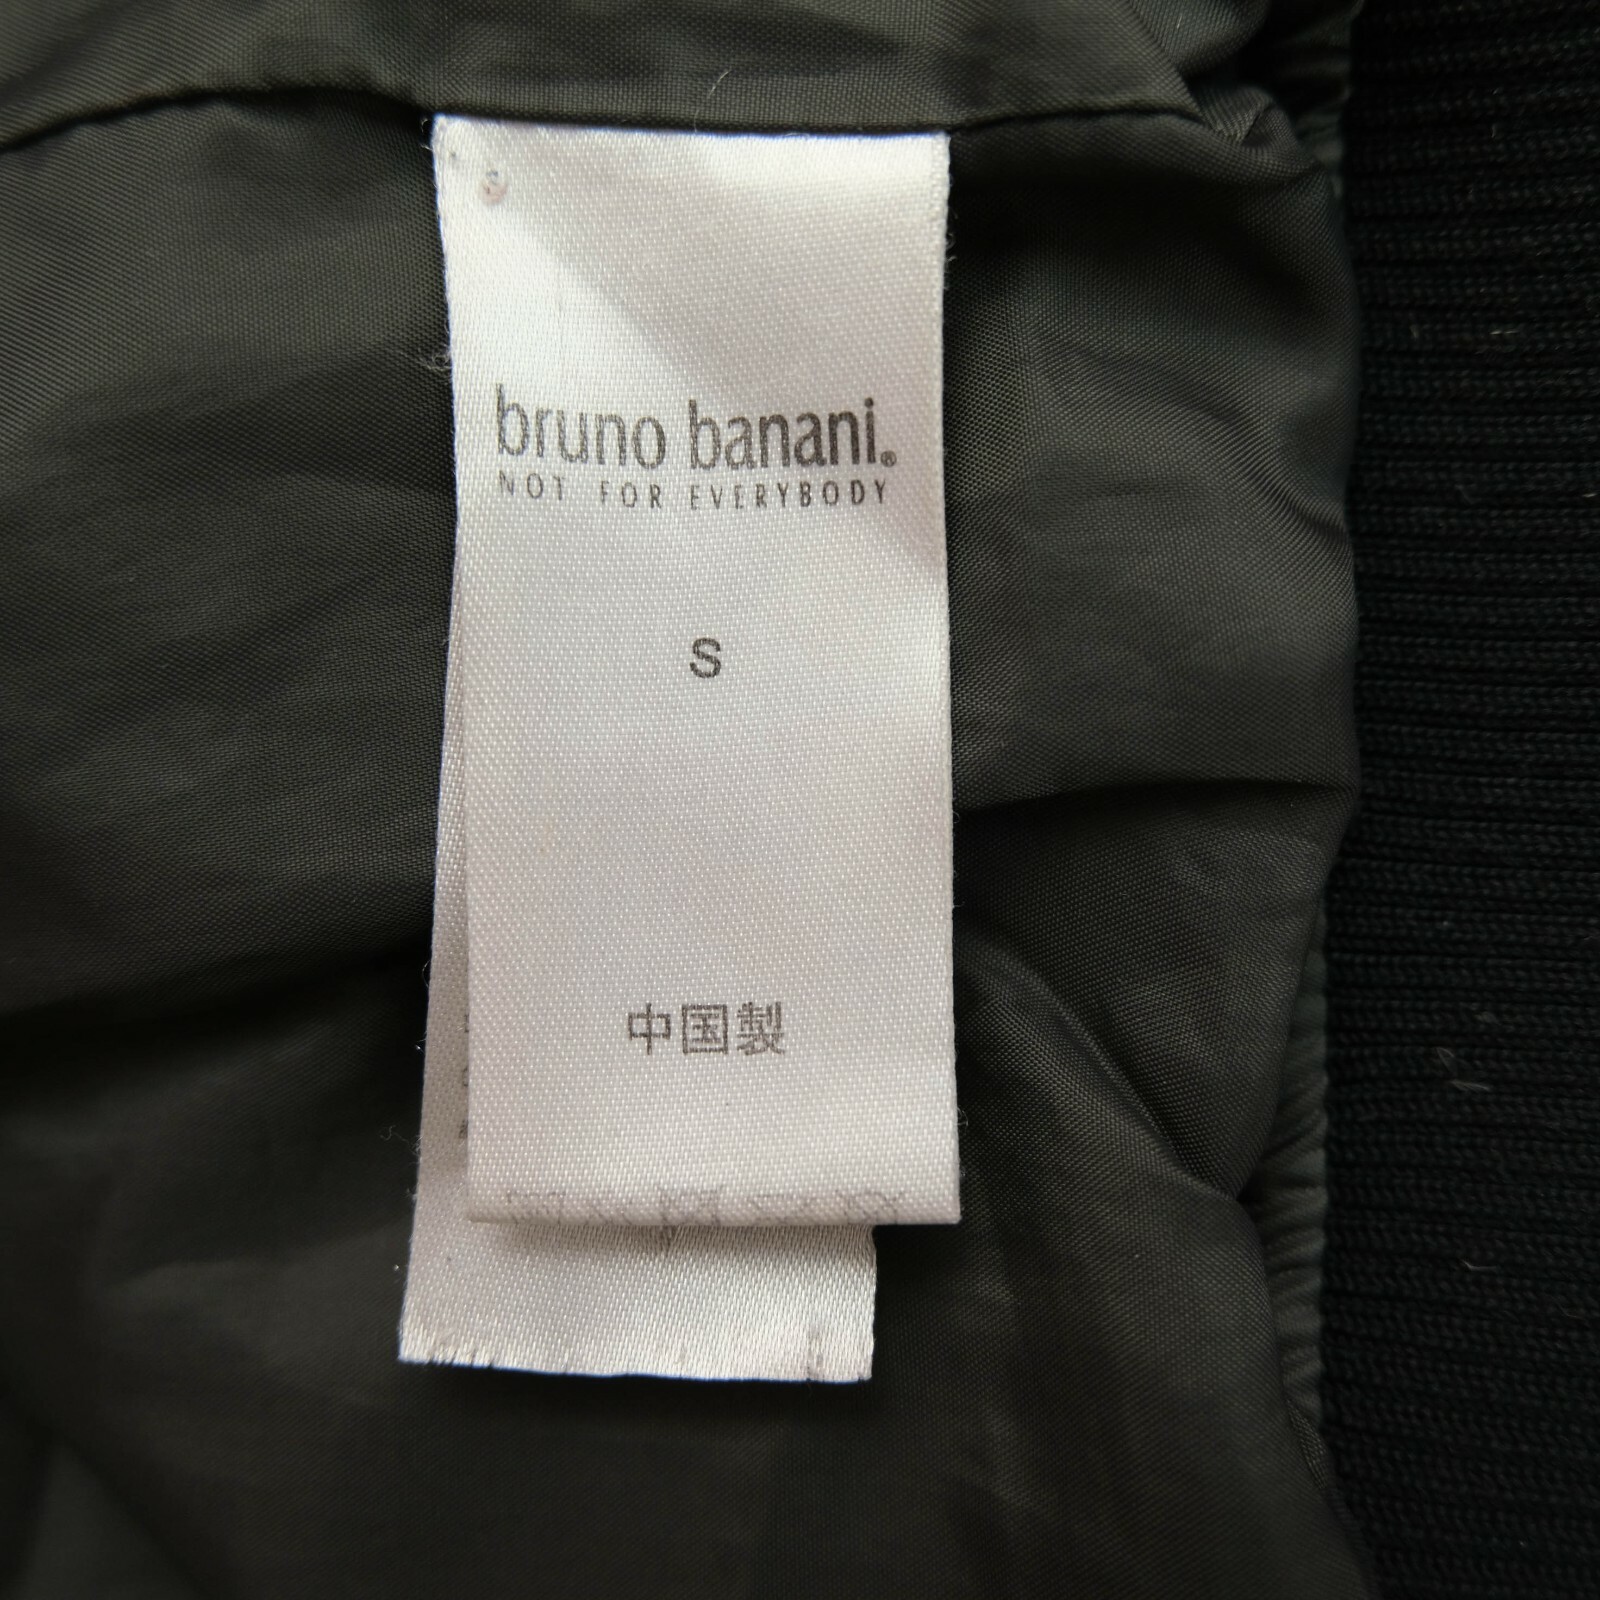 s
bruno banani®
NOT FOR EVERYBODY
S
中国製